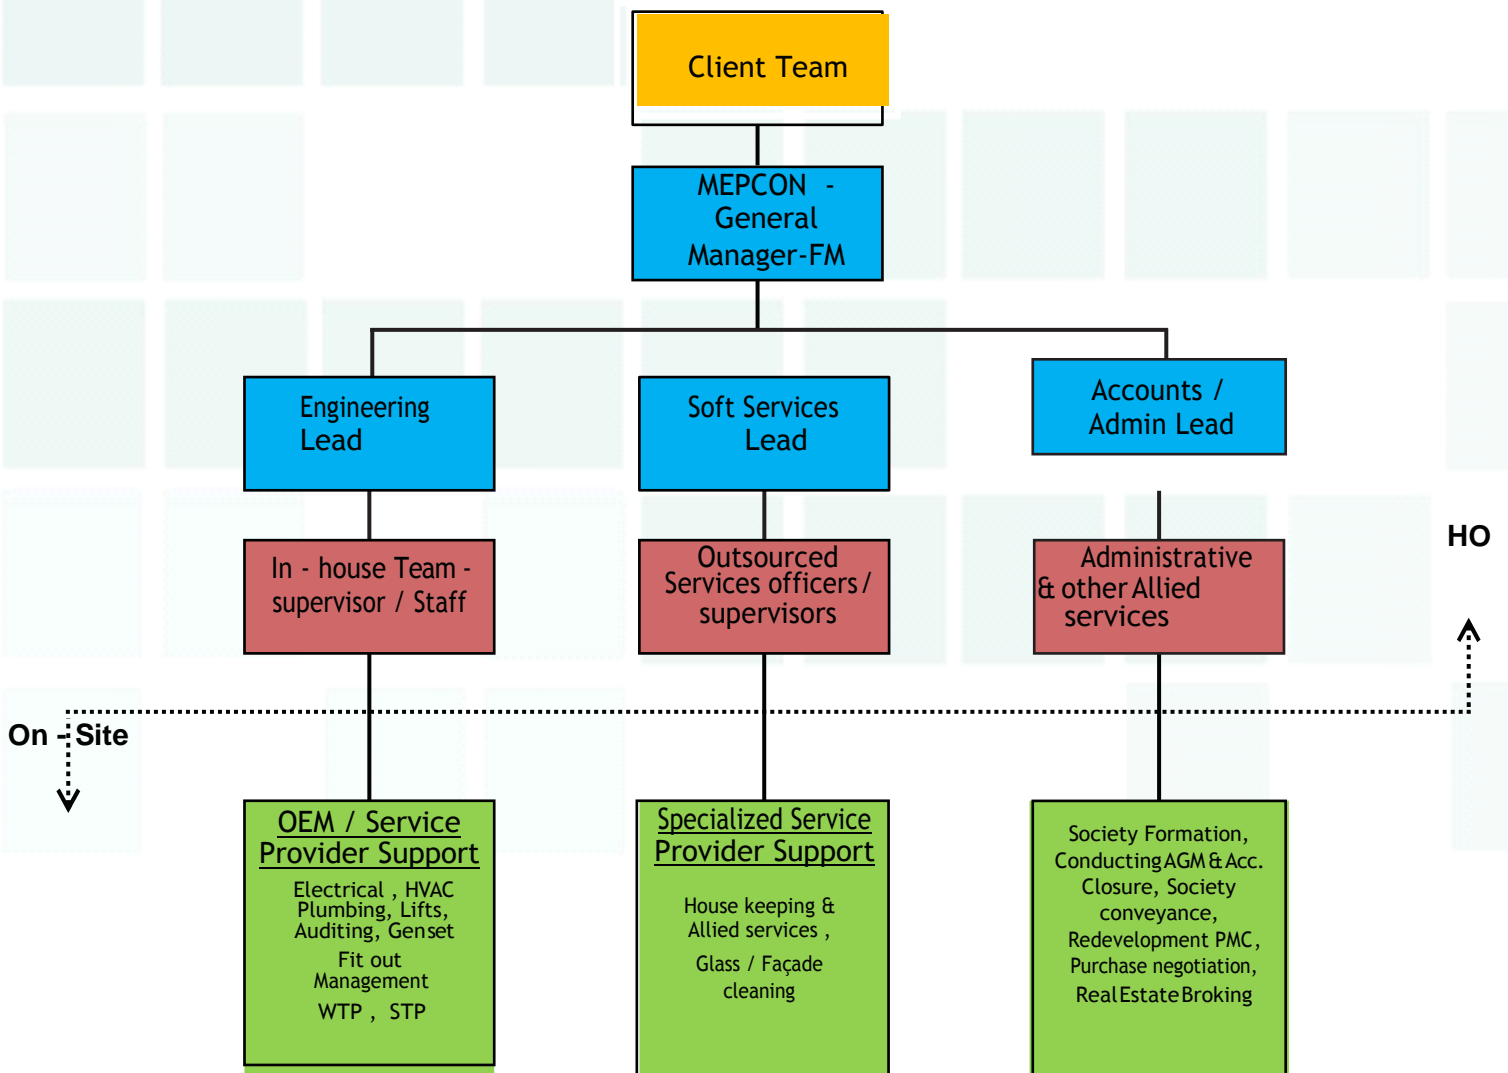 Client Team
MEPCON -
General
Manager-FM
Engineering
Lead
Soft Services
Lead
Accounts /
Admin Lead
In - house Team -
supervisor / Staff
Outsourced
Services officers /
supervisors
Administrative
& other Allied
services
HO
On - Site
OEM / Service
Provider Support
Electrical , HVAC
Plumbing, Lifts,
Auditing, Genset
Fit out
Management
WTP , STP
Specialized Service
Provider Support
House keeping &
Allied services ,
Glass / Façade
cleaning
Society Formation,
Conducting AGM & Acc.
Closure, Society
conveyance,
Redevelopment PMC,
Purchase negotiation,
Real Estate Broking